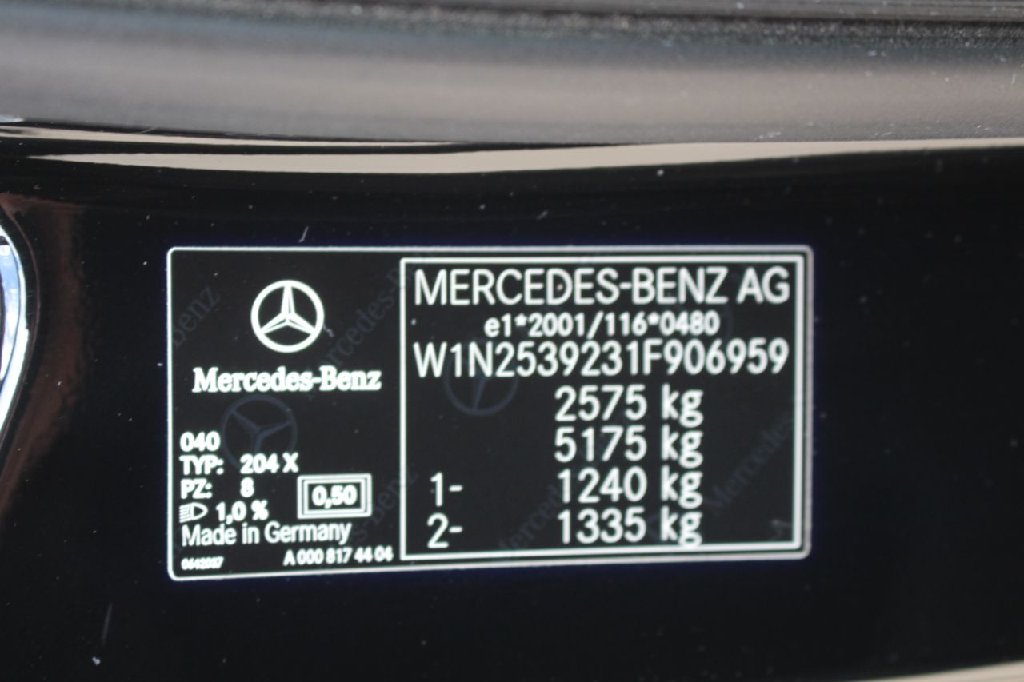 Mercedes-Benz
040
TYP: 204 X
PZ: 8
1,0 %
0,50
Made in Germany
A 000 817 44 04
MERCEDES-BENZ AG
e1*2001/116*0480
W1N2539231F906959
2575 kg
5175 kg
1- 1240 kg
2- 1335 kg